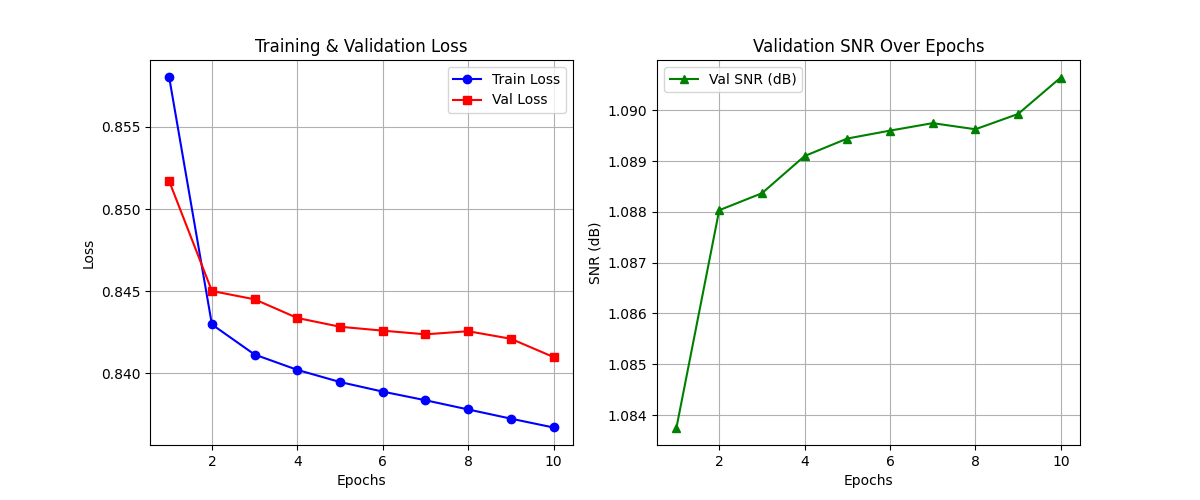 Training & Validation Loss
Train Loss
Val Loss
0.855
0.850
0.845
0.840
Loss
2
4
6
8
10
Epochs
Validation SNR Over Epochs
Val SNR (dB)
1.090
1.089
1.088
1.087
1.086
1.085
1.084
SNR (dB)
2
4
6
8
10
Epochs